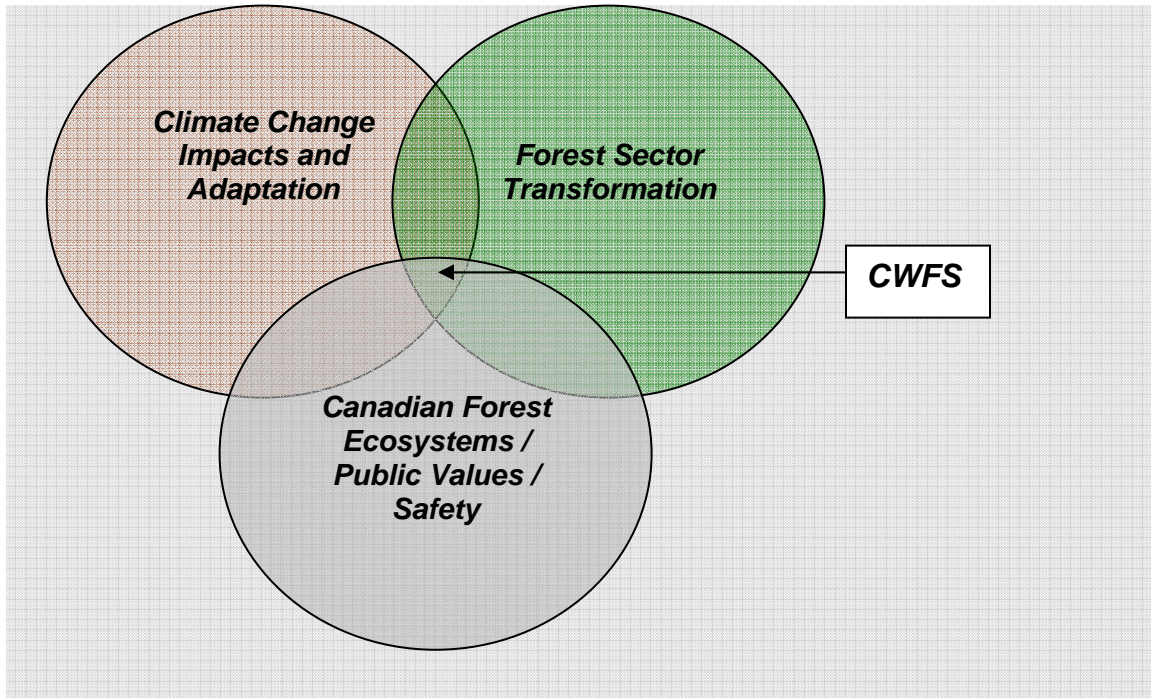 Climate Change
Impacts and
Adaptation
Forest Sector
Transformation
CWFS
Canadian Forest
Ecosystems /
Public Values /
Safety